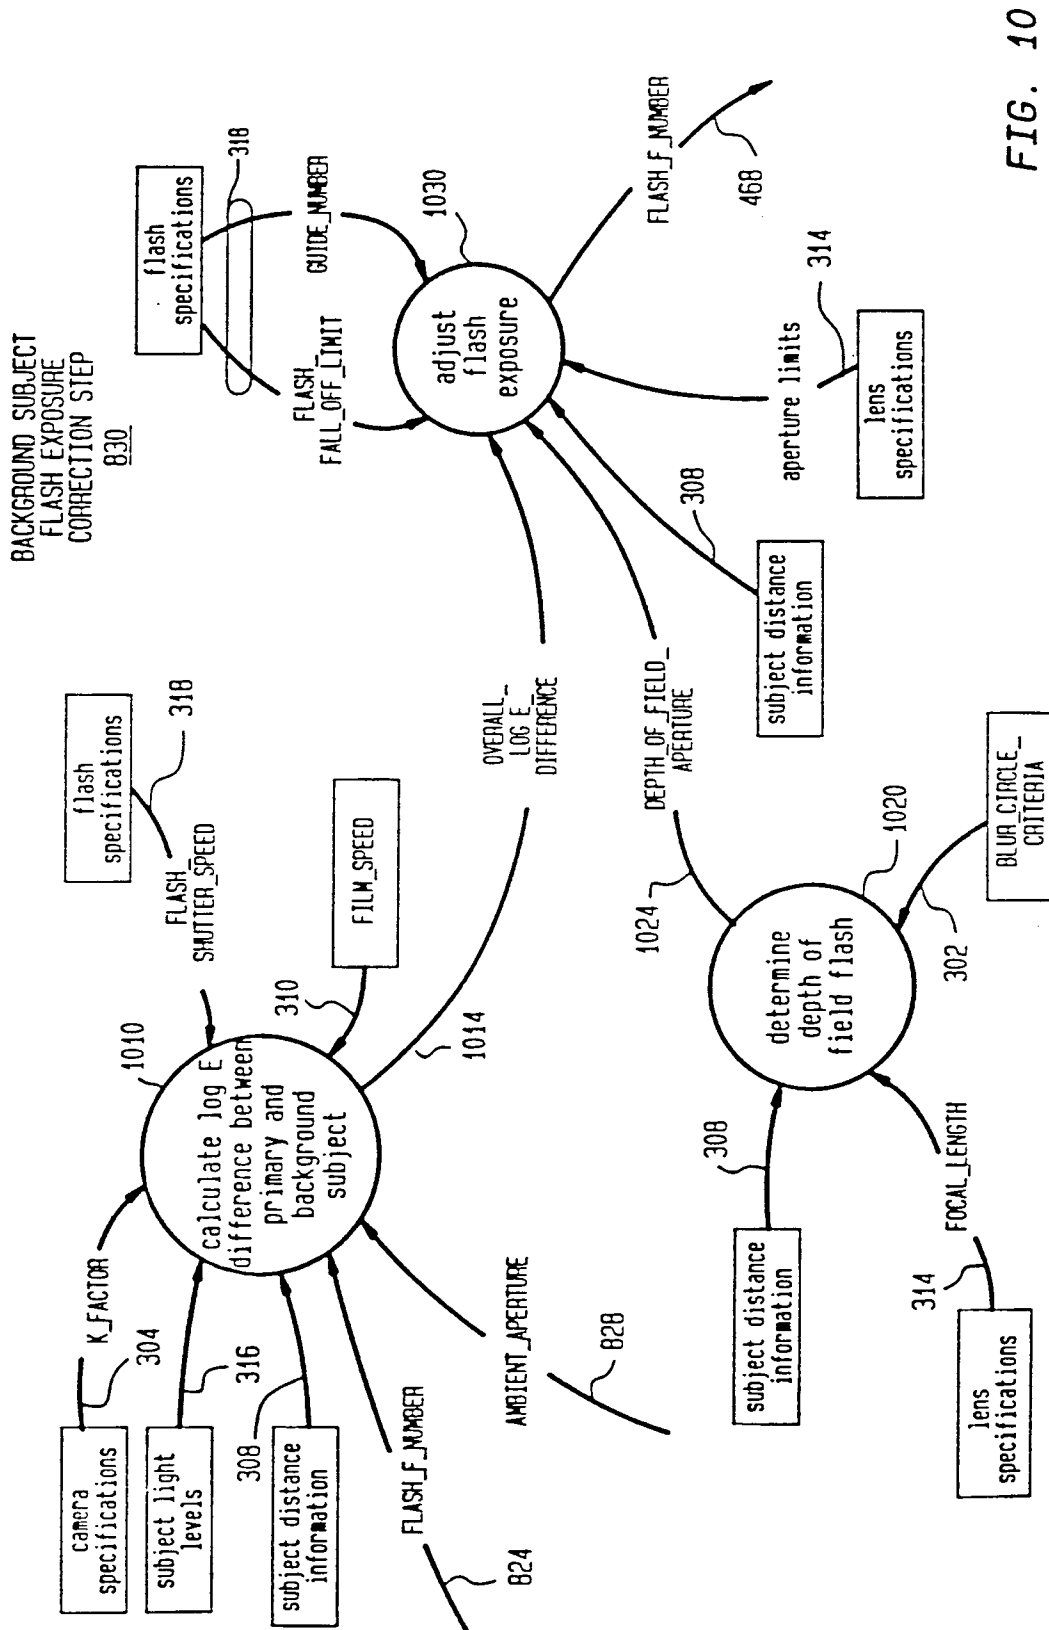 BACKGROUND SUBJECT
FLASH EXPOSURE
CORRECTION STEP
830
camera
specifications
304
K_FACTOR
subject light
levels
316
subject distance
information
308
FLASH_F_NUMBER
824
AMBIENT_APERTURE
828
1010
calculate log E
difference between
primary and
background
subject
flash
specifications
318
FLASH_
SHUTTER_SPEED
FILM_SPEED
310
1014
OVERALL_
LOG E_
DIFFERENCE
flash
specifications
318
FLASH_
FALL_OFF_LIMIT
GUIDE_NUMBER
1030
adjust
flash
exposure
FLASH_F_NUMBER
468
aperture limits
314
lens
specifications
308
subject distance
information
DEPTH_OF_FIELD_
APERTURE
1024
1020
determine
depth of
field flash
302
BLUR_CIRCLE_
CRITERIA
308
subject distance
information
FOCAL_LENGTH
314
lens
specifications
FIG. 10